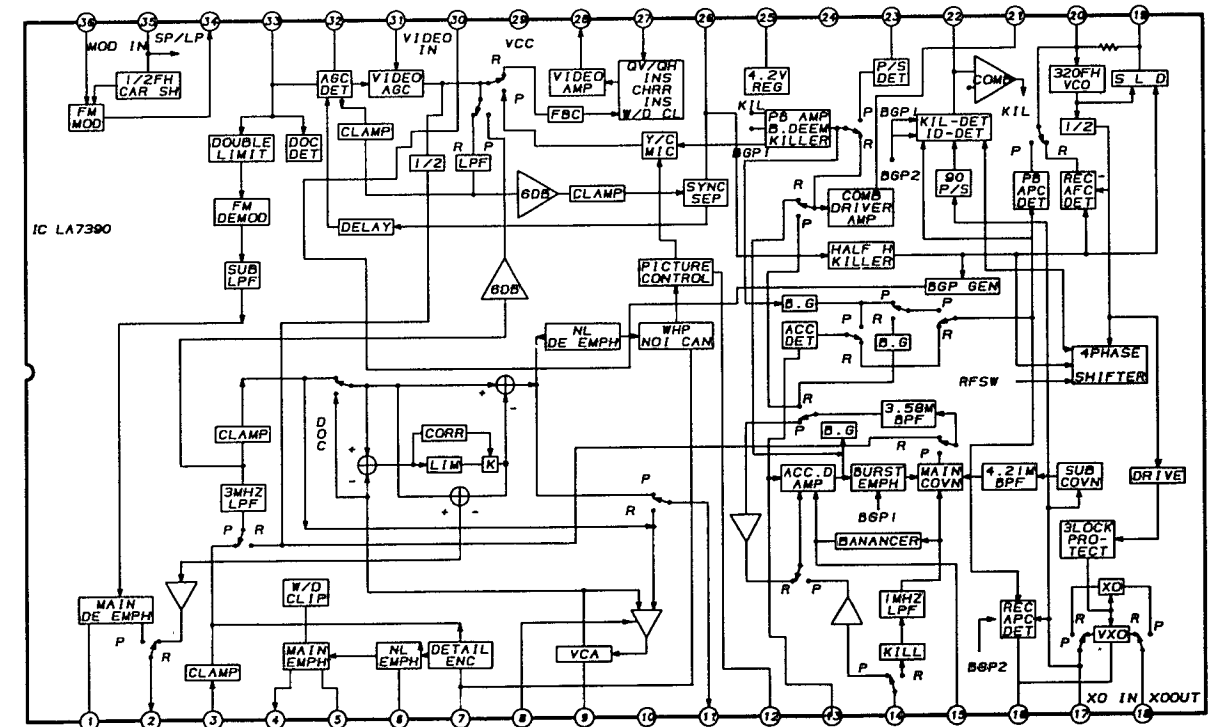 36 35 34 33 32 31 30 29 28 27 26 25 24 23 22 21 20 19
MOD IN
SP/LP
VIDEO IN
VCC
1/2FH
CAR SH
FM
MOD
AGC
DET
VIDEO
AGC
R
P
VIDEO
AMP
QV/QH
INS
CHRR
INS
W/D CL
4.2V
REG
P/S
DET
COMB
KIL
320FH
VCO
S L D
1/2
DOUBLE
LIMIT
DOC
DET
CLAMP
1/2
R
LPF
P
FBC
Y/C
MIC
KIL
PB AMP
B.DEEM
KILLER
BGP1
P
R
BGP1
KIL-DET
ID-DET
BGP2
90
P/S
P
R
PB
APC
DET
REC
AFC
DET
FM
DEMOD
6DB
CLAMP
SYNC
SEP
R
P
COMB
DRIVER
AMP
IC LA7390
DELAY
HALF H
KILLER
SUB
LPF
6DB
PICTURE
CONTROL
BGP GEN
B.G
P
P
R
R
NL
DE EMPH
WHP
NOI CAN
ACC
DET
P
R
B.G
4PHASE
SHIFTER
RFSW
DOC
+
-
R
P
3.58M
BPF
CLAMP
CORR
B.G
R
P
+
-
LIM
K
ACC.D
AMP
BURST
EMPH
MAIN
COVN
4.21M
BPF
SUB
COVN
DRIVE
3MHZ
LPF
+
-
P
R
BGP1
P
R
BANANCER
3LOCK
PRO-
TECT
W/D
CLIP
R
P
1MHZ
LPF
MAIN
DE EMPH
P
R
REC
APC
DET
XO
R
P
R
P
VXO
CLAMP
MAIN
EMPH
NL
EMPH
DETAIL
ENC
VCA
KILL
P
R
BGP2
XO IN
XOOUT
1 2 3 4 5 6 7 8 9 10 11 12 43 14 15 16 17 18